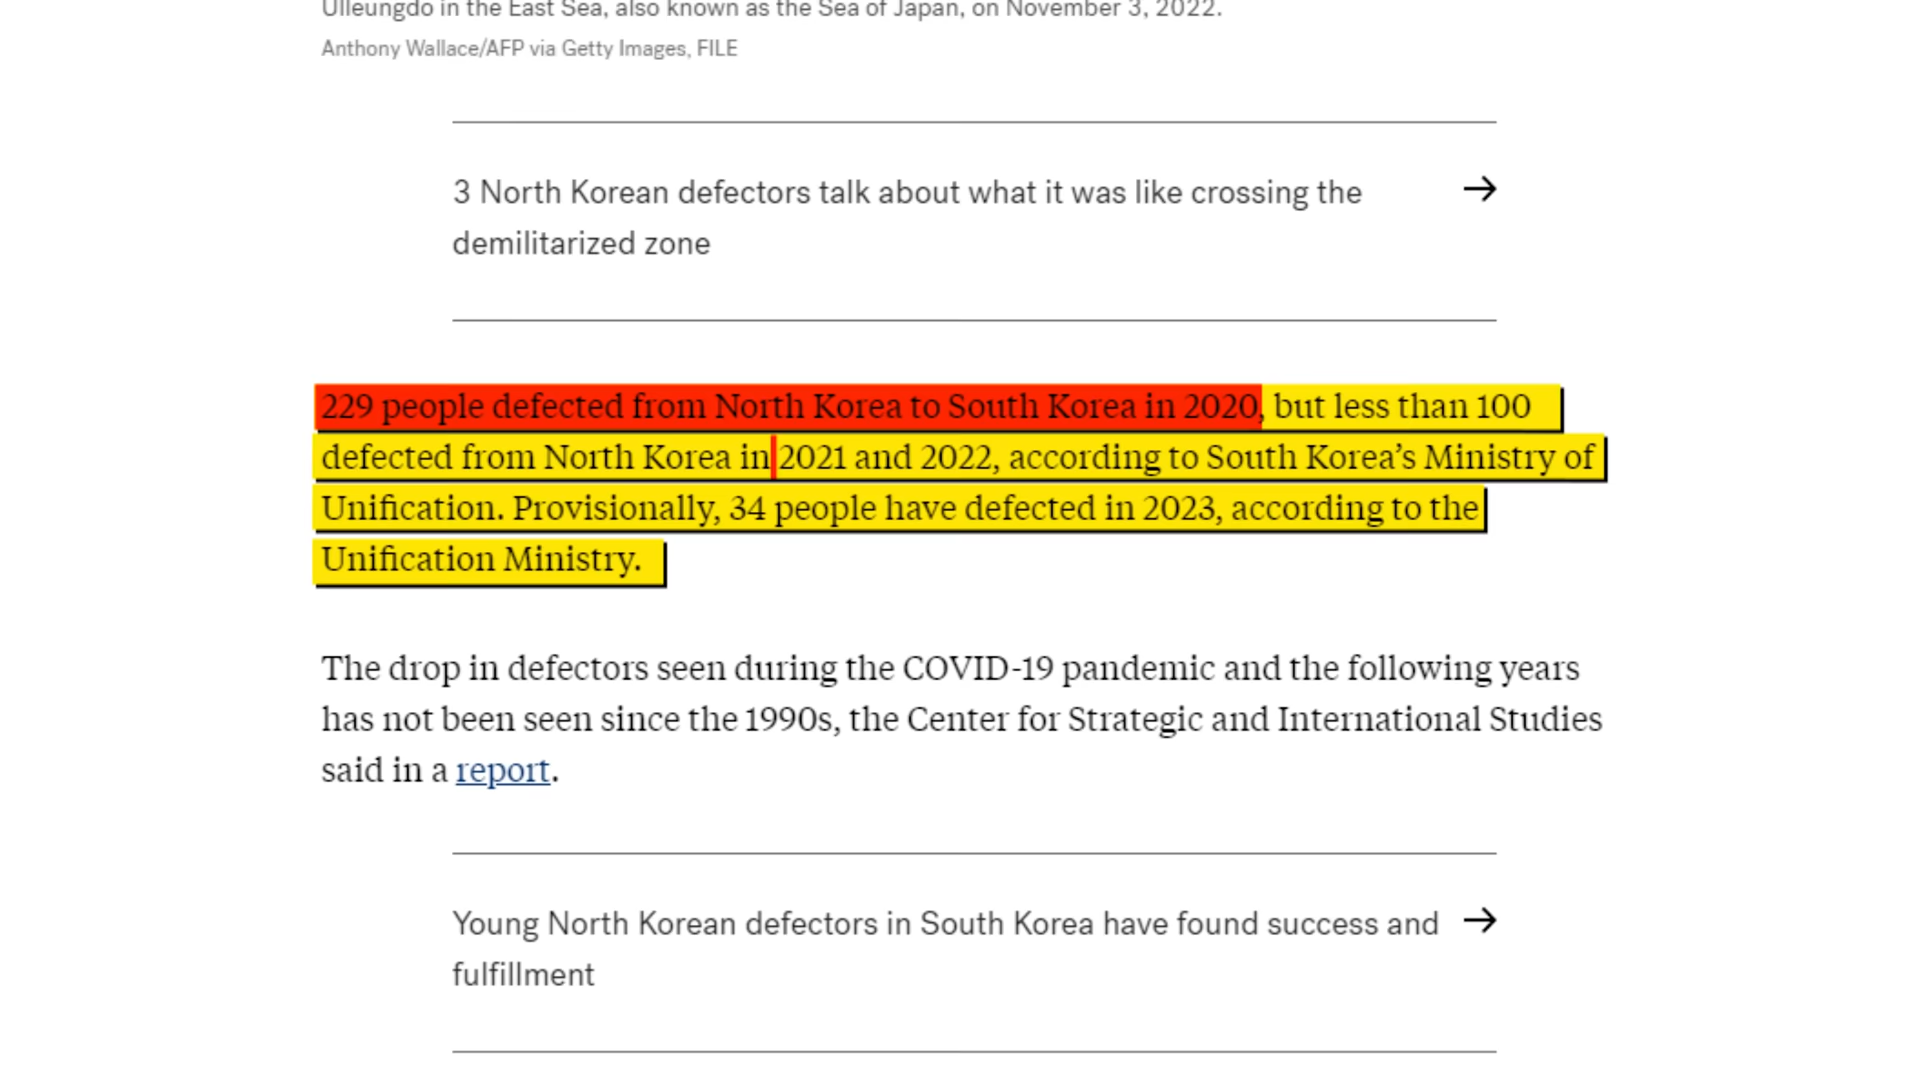 Ulleungdo in the East Sea, also known as the Sea of Japan, on November 3, 2022.
Anthony Wallace/AFP via Getty Images, FILE
3 North Korean defectors talk about what it was like crossing the
demilitarized zone
229 people defected from North Korea to South Korea in 2020, but less than 100
defected from North Korea in 2021 and 2022, according to South Korea’s Ministry of
Unification. Provisionally, 34 people have defected in 2023, according to the
Unification Ministry.
The drop in defectors seen during the COVID-19 pandemic and the following years
has not been seen since the 1990s, the Center for Strategic and International Studies
said in a report.
Young North Korean defectors in South Korea have found success and
fulfillment